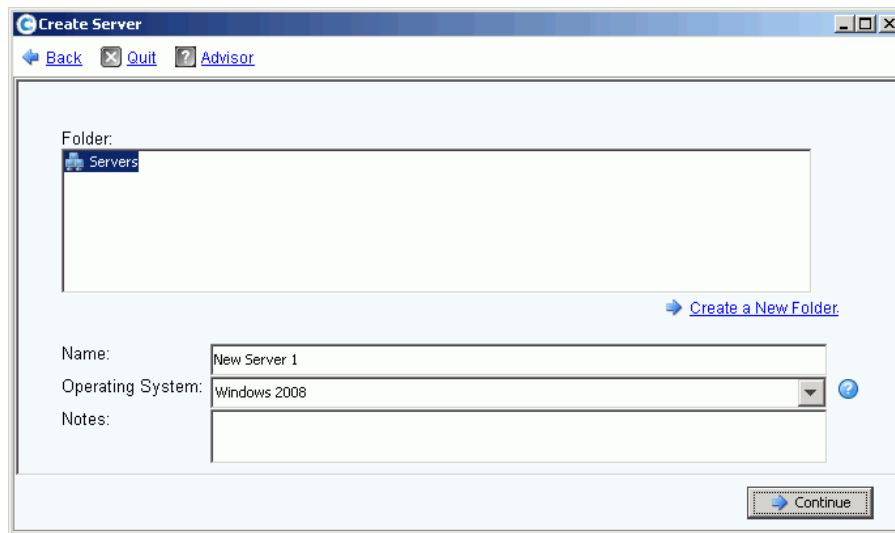 Create Server
Back Quit Advisor
Folder:
Servers
Create a New Folder.
Name: New Server 1
Operating System: Windows 2008
Notes:
Continue